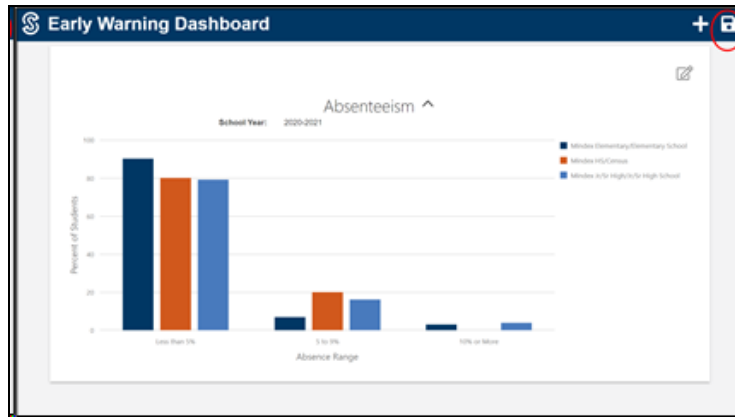 Early Warning Dashboard
Absenteeism
School Year: 2020-2021
100
80
60
40
20
0
Percent of Students
Less than 5%
5 to 9%
10% or More
Absence Range
Mindex Elementary/Elementary School
Mindex HS/Census
Mindex Jr/Sr High/Jr/Sr High School